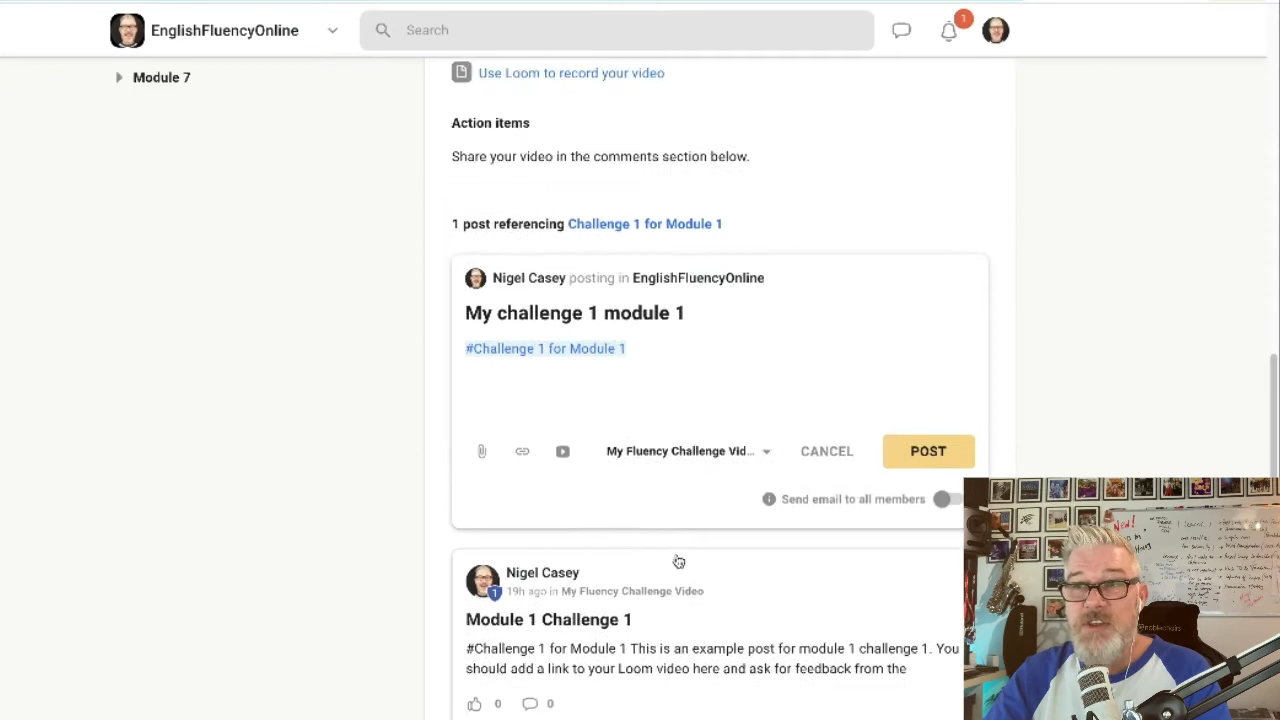 EnglishFluencyOnline
Search
1
Module 7
Use Loom to record your video
Action items
Share your video in the comments section below.
1 post referencing Challenge 1 for Module 1
Nigel Casey posting in EnglishFluencyOnline
My challenge 1 module 1
#Challenge 1 for Module 1
My Fluency Challenge Vid...
CANCEL
POST
Send email to all members
Nigel Casey
1
19h ago in My Fluency Challenge Video
Module 1 Challenge 1
#Challenge 1 for Module 1 This is an example post for module 1 challenge 1. You
should add a link to your Loom video here and ask for feedback from the
0
0
New!
noblechairs